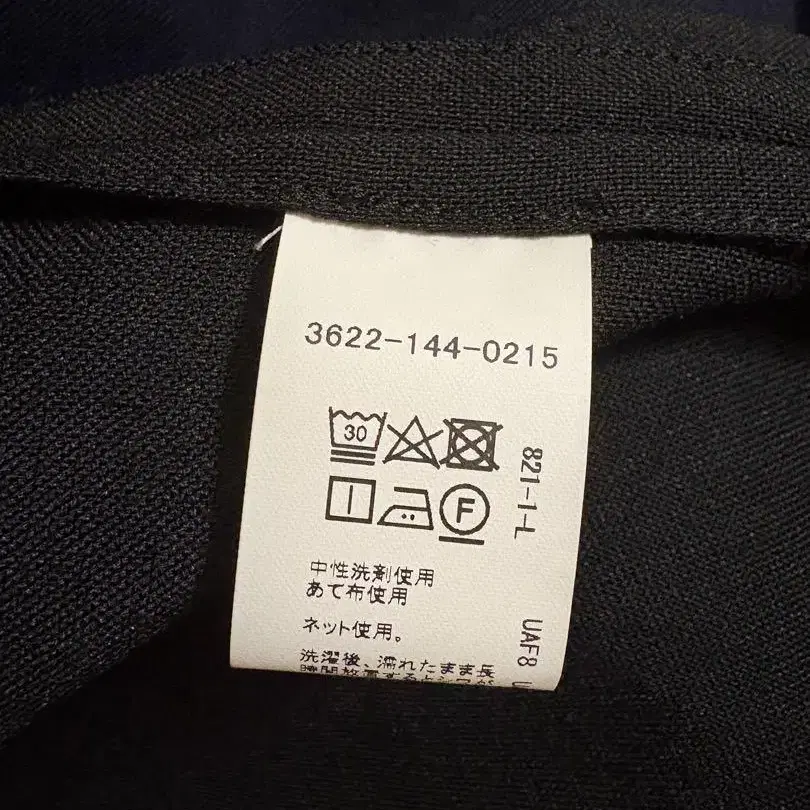 3622-144-0215
30
F
821-1-L
中性洗剤使用
あて布使用
ネット使用。
UAF8
洗濯後、濡れたまま長